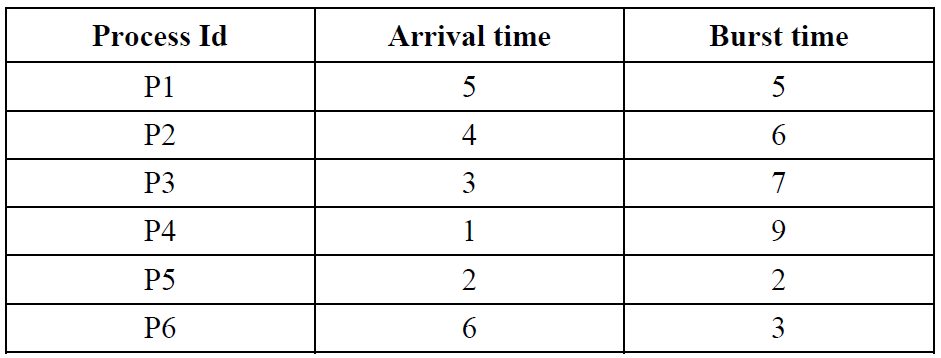 Process Id Arrival time Burst time
P1 5 5
P2 4 6
P3 3 7
P4 1 9
P5 2 2
P6 6 3